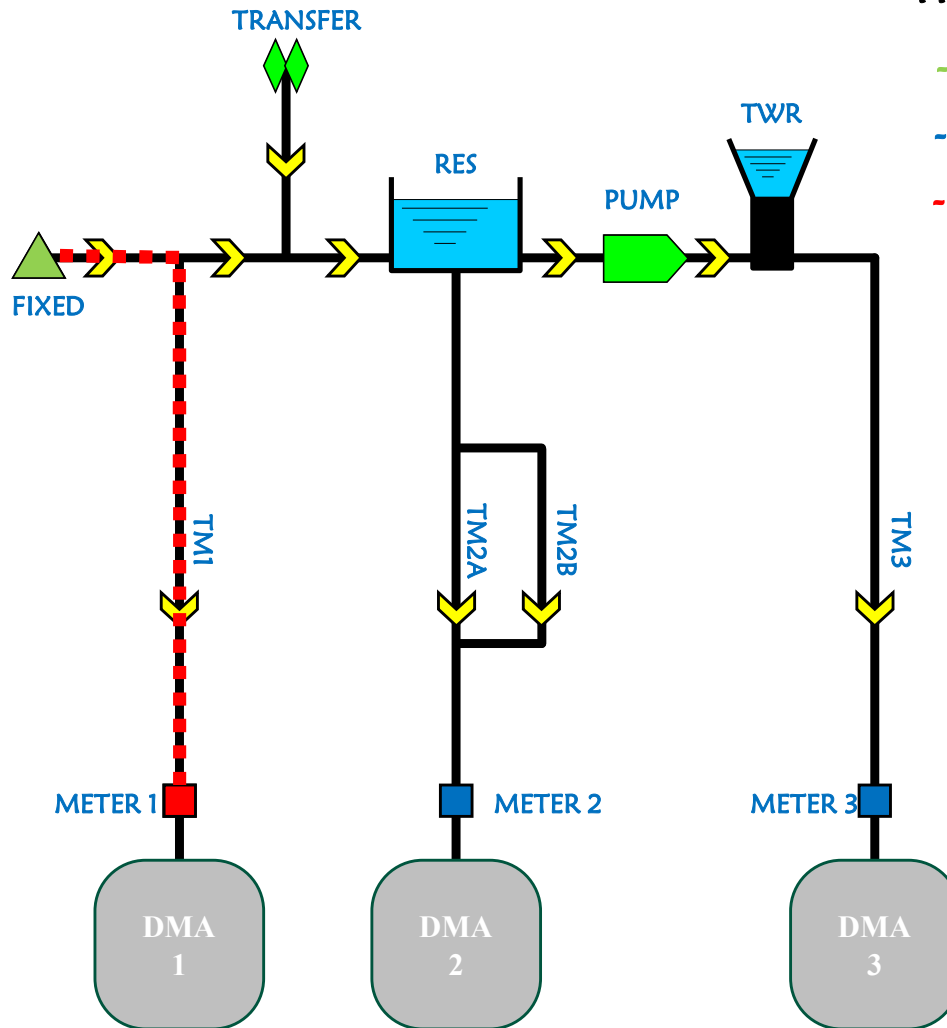 TRANSFER
TWR
RES
PUMP
FIXED
TM1
TM2A
TM2B
TM3
METER 1
METER 2
METER 3
DMA
1
DMA
2
DMA
3